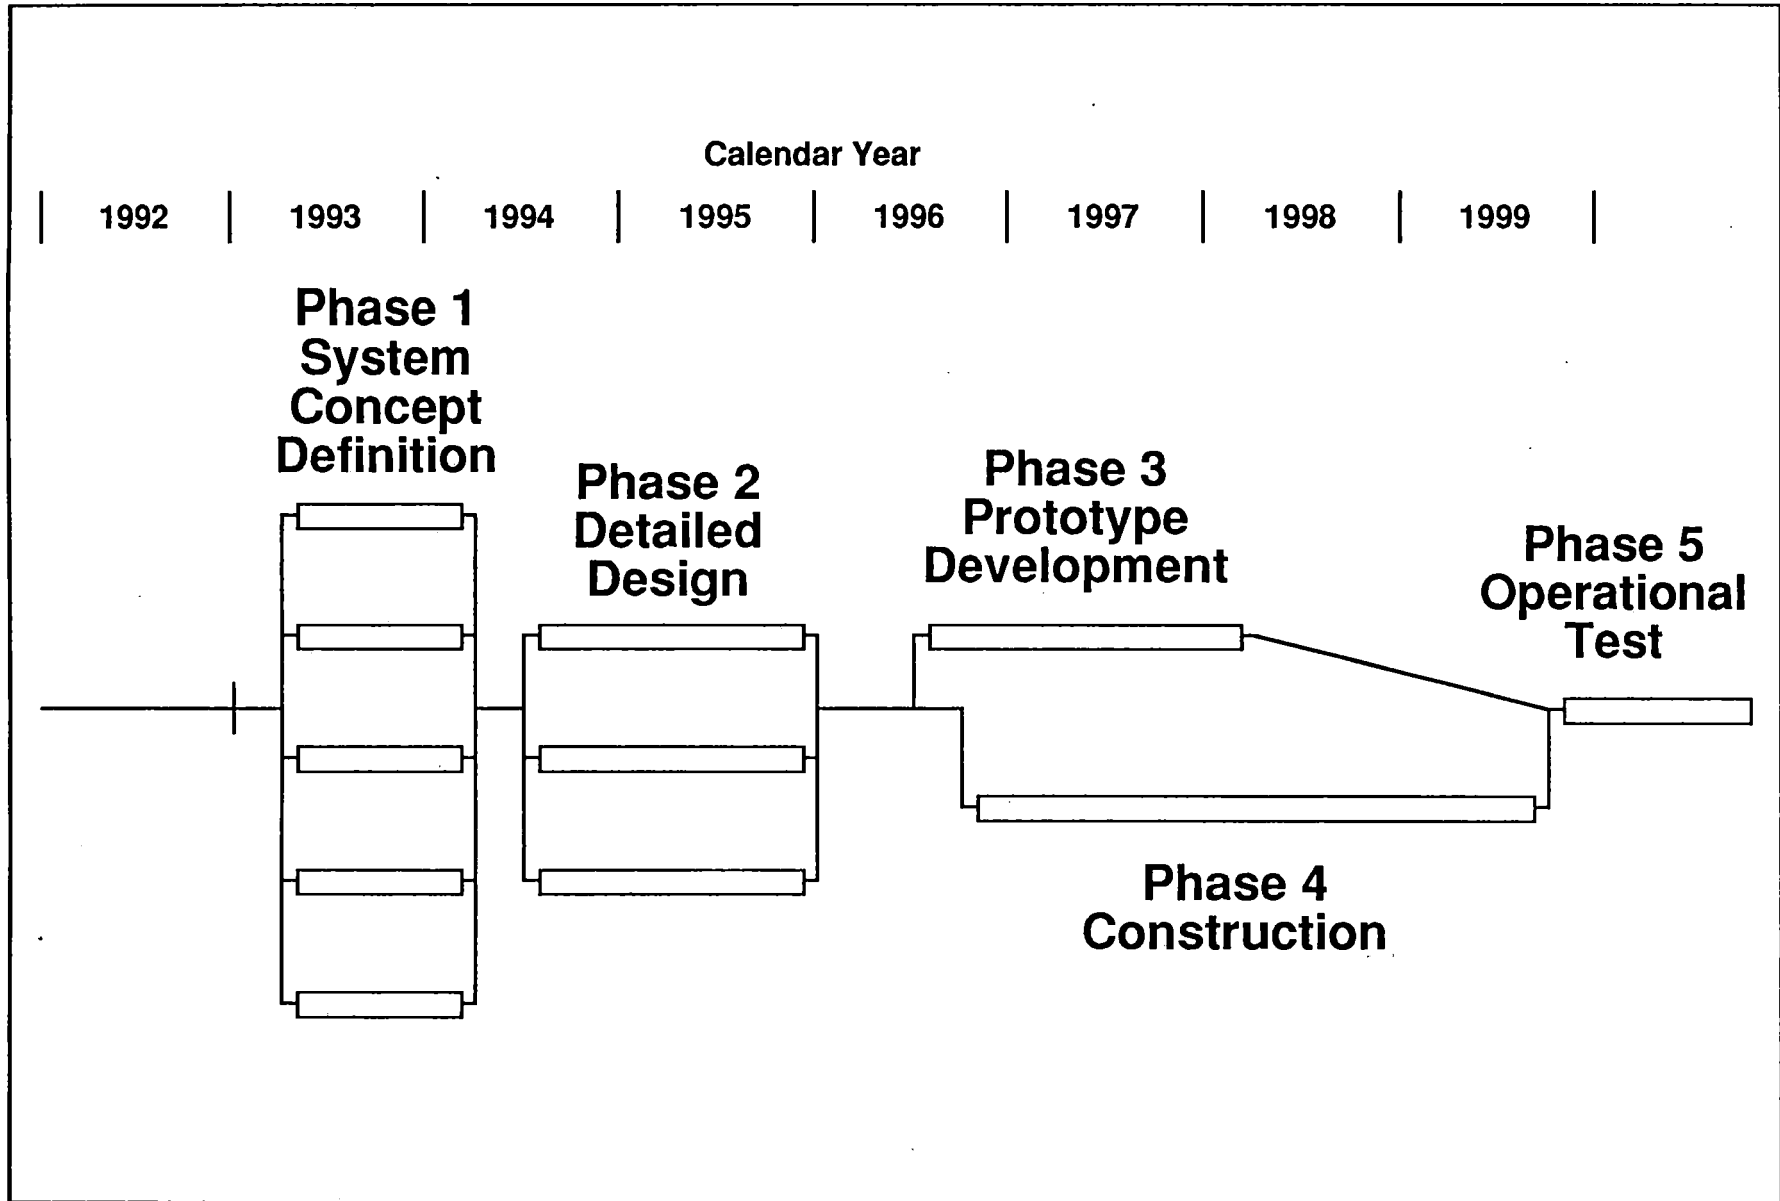 Calendar Year
1992 1993 1994 1995 1996 1997 1998 1999
Phase 1
System
Concept
Definition
Phase 2
Detailed
Design
Phase 3
Prototype
Development
Phase 5
Operational
Test
Phase 4
Construction